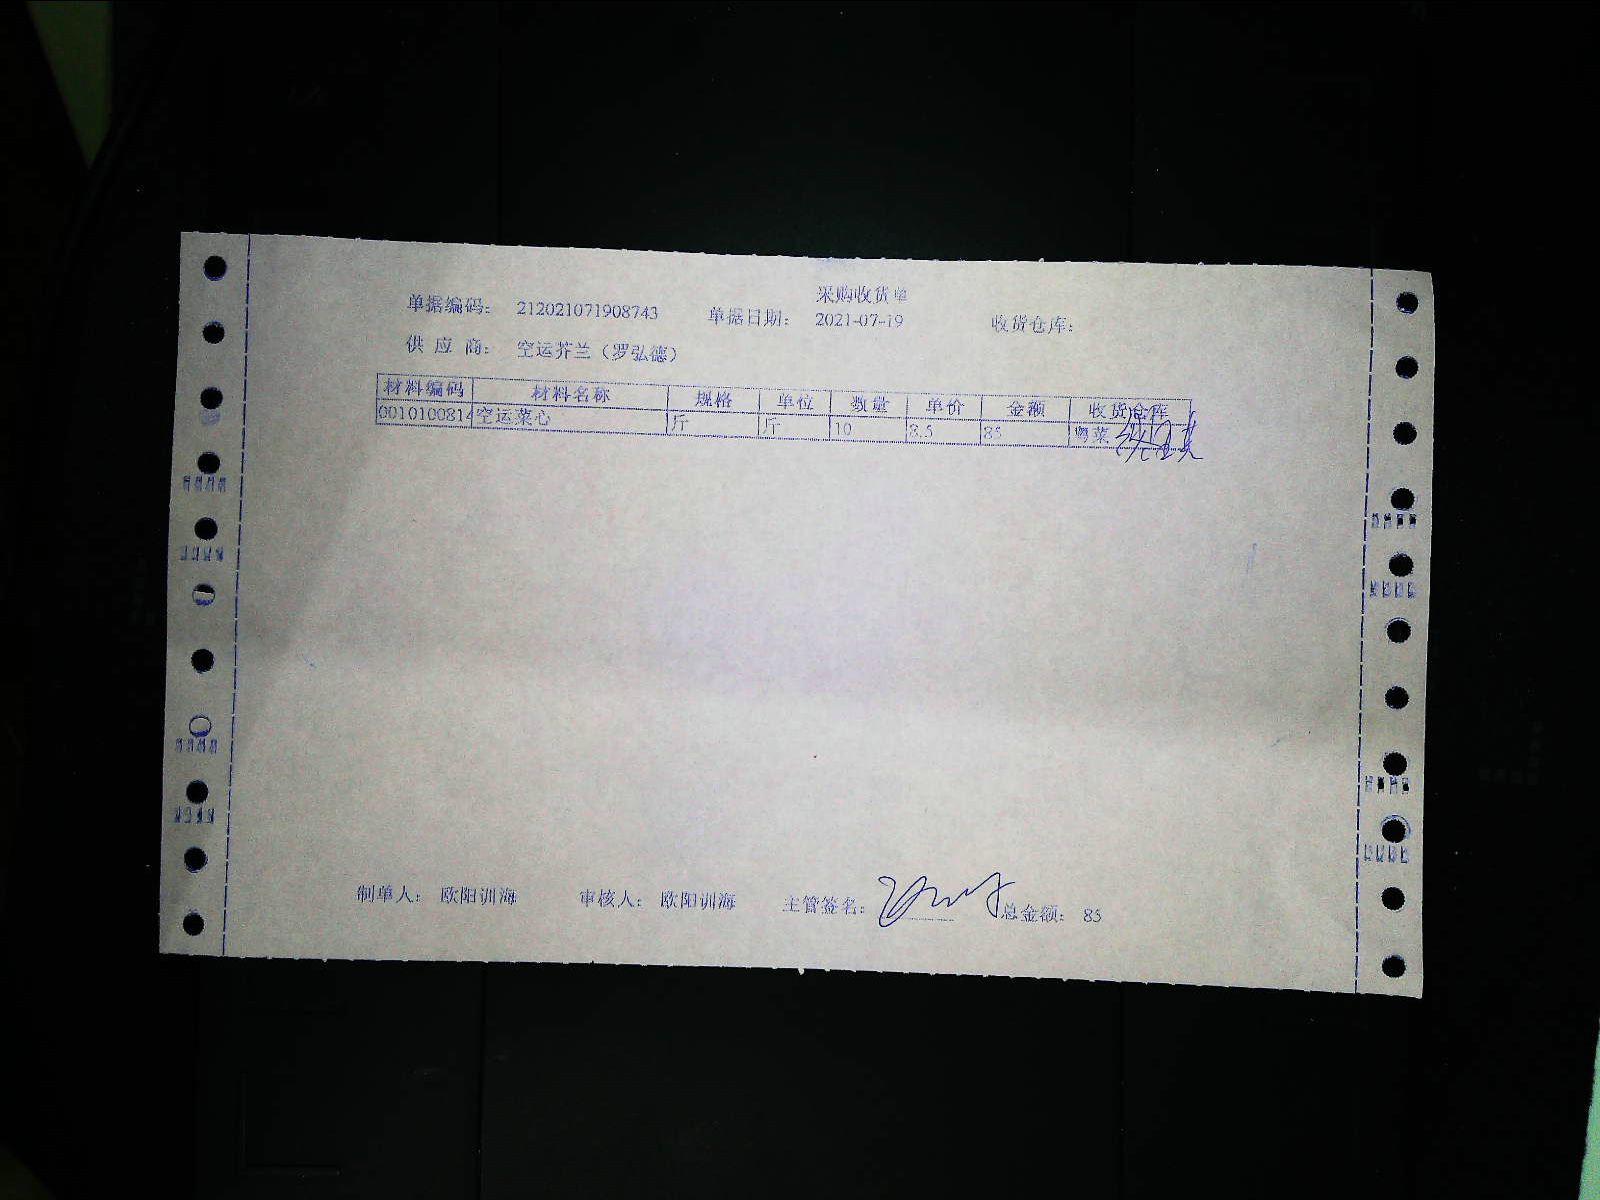 采购收货单
单据编码： 212021071908743 单据日期： 2021-07-19 收货仓库：
供 应 商： 空运芥兰（罗弘德）
材料编码 材料名称 规格 单位 数量 单价 金额 收货仓库
0010100814 空运菜心 斤 斤 10 8.5 85 粤菜
制单人： 欧阳训海 审核人： 欧阳训海 主管签名： 总金额： 85